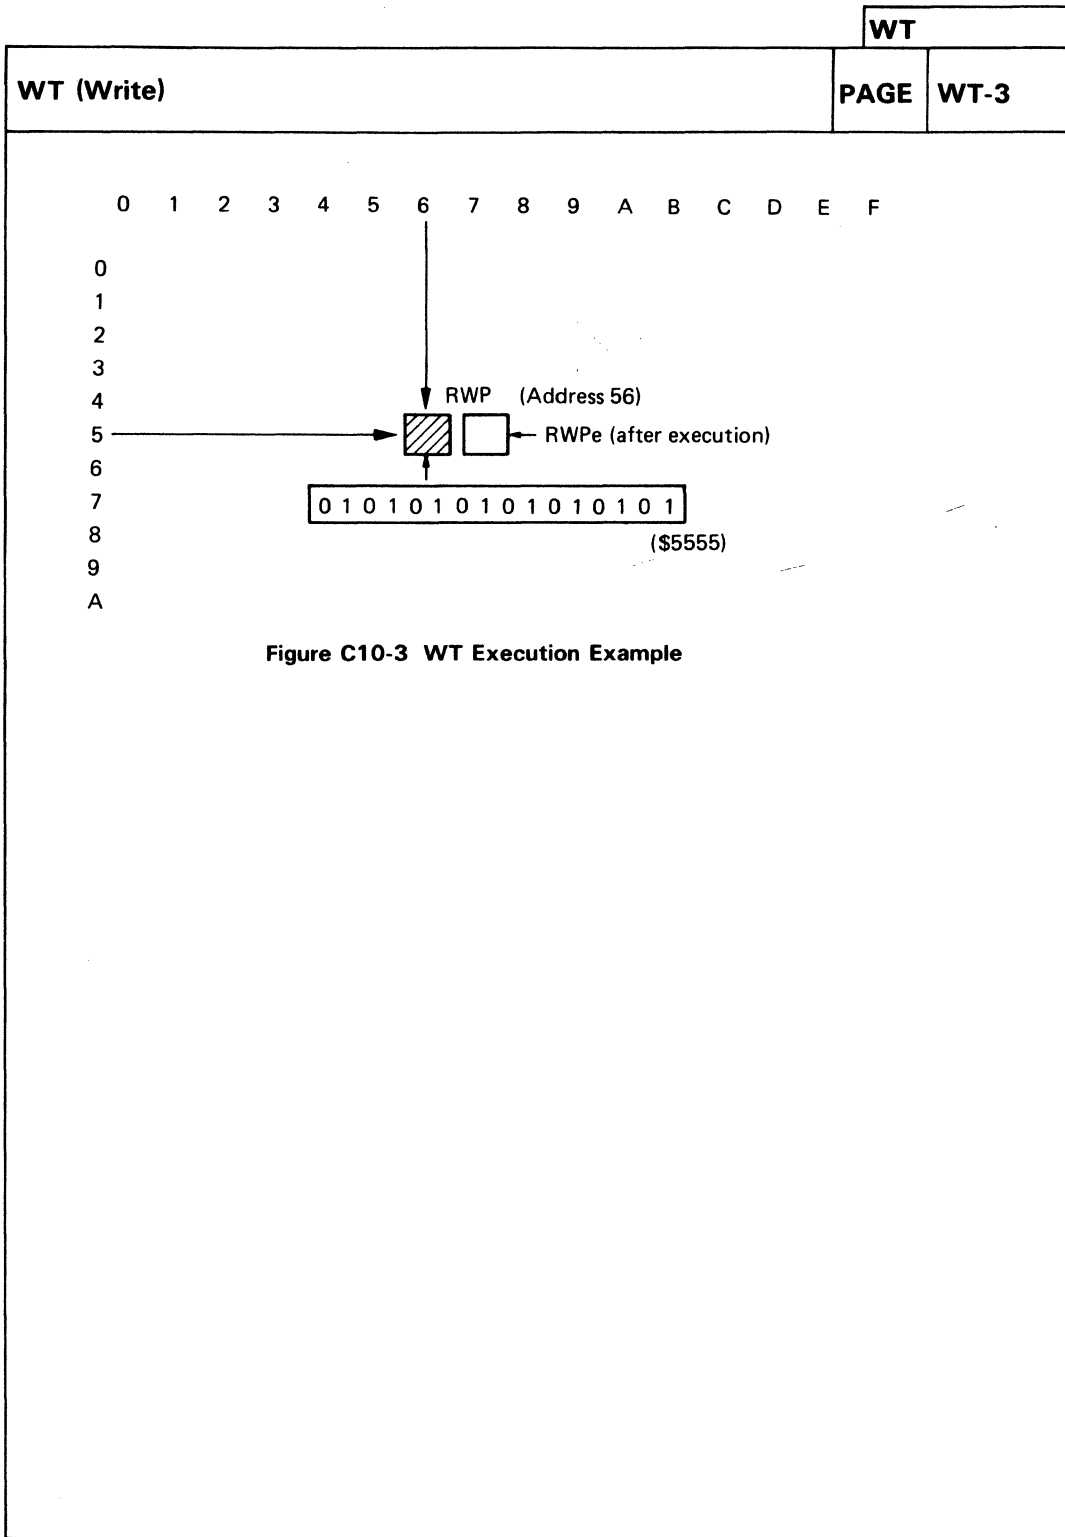 WT
WT (Write) PAGE WT-3
0 1 2 3 4 5 6 7 8 9 A B C D E F
0
1
2
3
4 RWP (Address 56)
5 RWPe (after execution)
6
7 0 1 0 1 0 1 0 1 0 1 0 1 0 1 0 1
8 ($5555)
9
A
Figure C10-3 WT Execution Example